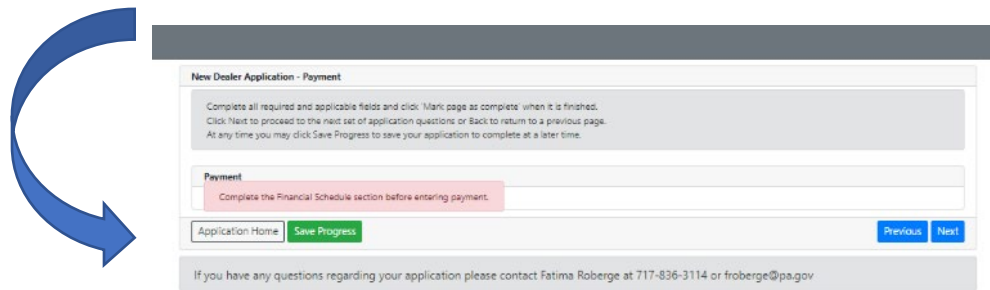 New Dealer Application - Payment
Complete all required and applicable fields and click 'Mark page as complete' when it is finished.
Click Next to proceed to the next set of application questions or Back to return to a previous page.
At any time you may click Save Progress to save your application to complete at a later time.
Payment
Complete the Financial Schedule section before entering payment.
Application Home Save Progress Previous Next
If you have any questions regarding your application please contact Fatima Roberge at 717-836-3114 or froberge@pa.gov